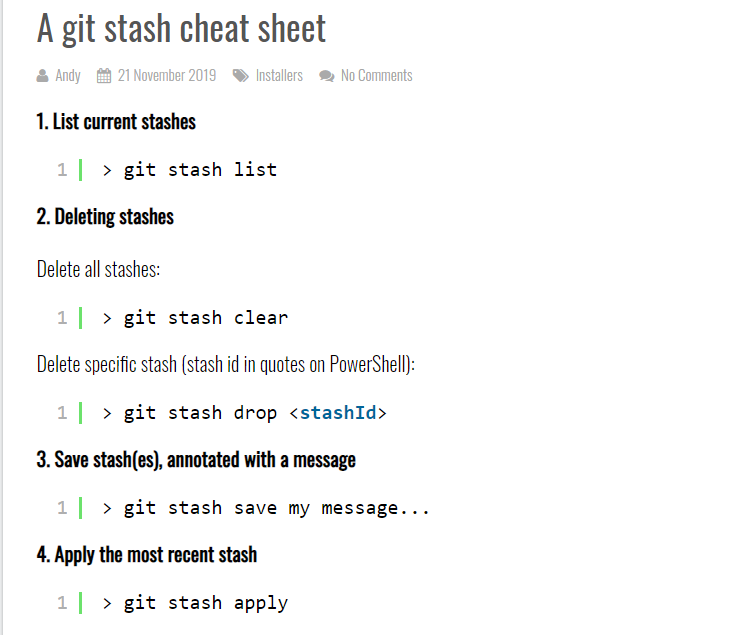 A git stash cheat sheet
Andy 21 November 2019 Installers No Comments
1. List current stashes
1 > git stash list
2. Deleting stashes
Delete all stashes:
1 > git stash clear
Delete specific stash (stash id in quotes on PowerShell):
1 > git stash drop <stashId>
3. Save stash(es), annotated with a message
1 > git stash save my message...
4. Apply the most recent stash
1 > git stash apply